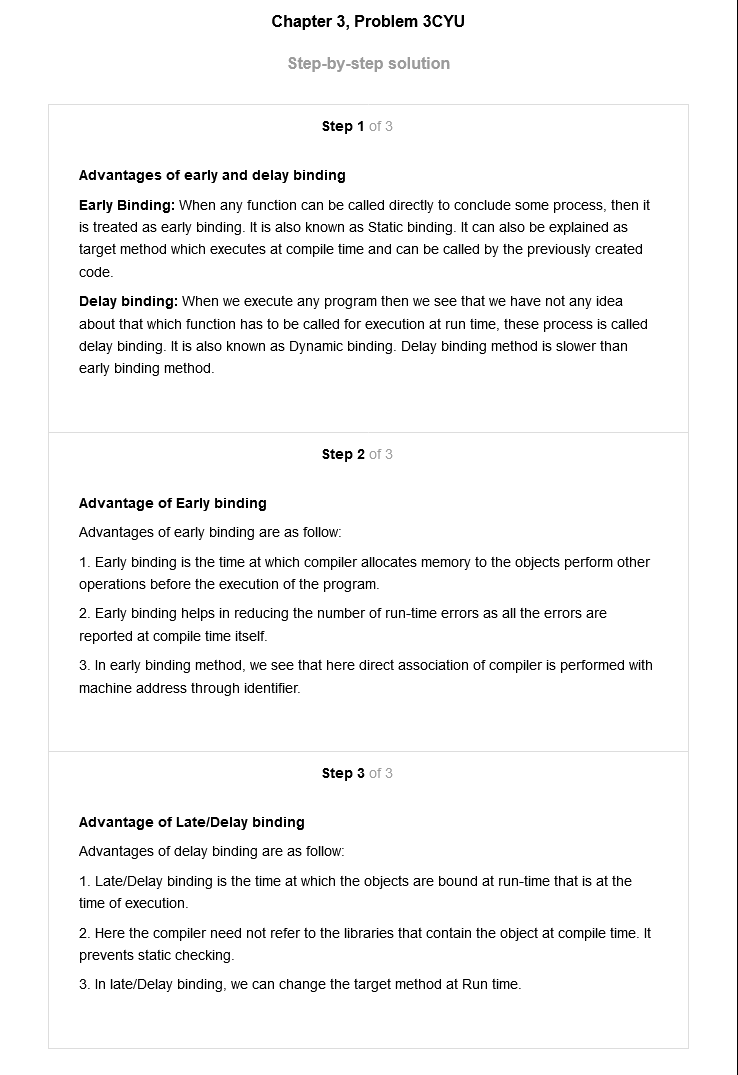 Chapter 3, Problem 3CYU
Step-by-step solution
Step 1 of 3
Advantages of early and delay binding
Early Binding: When any function can be called directly to conclude some process, then it
is treated as early binding. It is also known as Static binding. It can also be explained as
target method which executes at compile time and can be called by the previously created
code.
Delay binding: When we execute any program then we see that we have not any idea
about that which function has to be called for execution at run time, these process is called
delay binding. It is also known as Dynamic binding. Delay binding method is slower than
early binding method.
Step 2 of 3
Advantage of Early binding
Advantages of early binding are as follow:
1. Early binding is the time at which compiler allocates memory to the objects perform other
operations before the execution of the program.
2. Early binding helps in reducing the number of run-time errors as all the errors are
reported at compile time itself.
3. In early binding method, we see that here direct association of compiler is performed with
machine address through identifier.
Step 3 of 3
Advantage of Late/Delay binding
Advantages of delay binding are as follow:
1. Late/Delay binding is the time at which the objects are bound at run-time that is at the
time of execution.
2. Here the compiler need not refer to the libraries that contain the object at compile time. It
prevents static checking.
3. In late/Delay binding, we can change the target method at Run time.